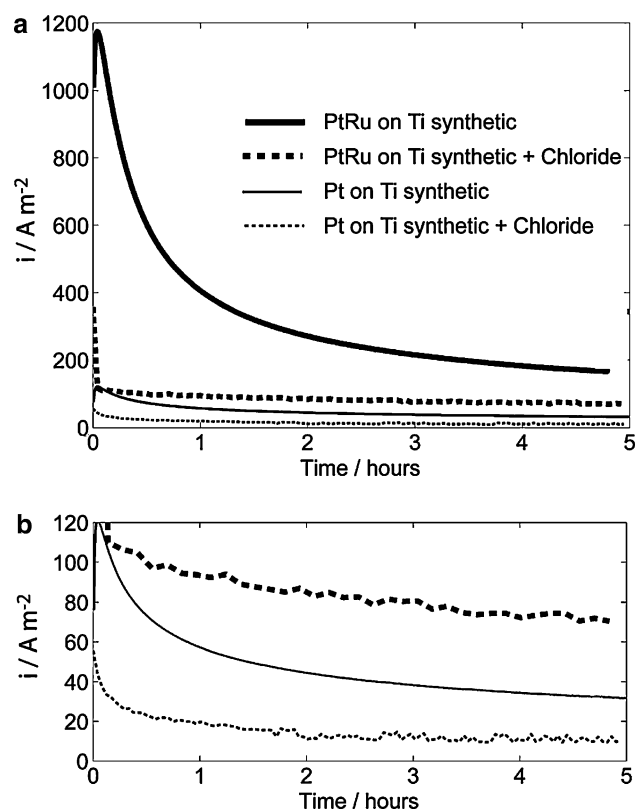 a
1200
1000
800
600
400
200
0
i / A m-2
PtRu on Ti synthetic
PtRu on Ti synthetic + Chloride
Pt on Ti synthetic
Pt on Ti synthetic + Chloride
0 1 2 3 4 5
Time / hours
b
120
100
80
60
40
20
0
i / A m-2
0 1 2 3 4 5
Time / hours